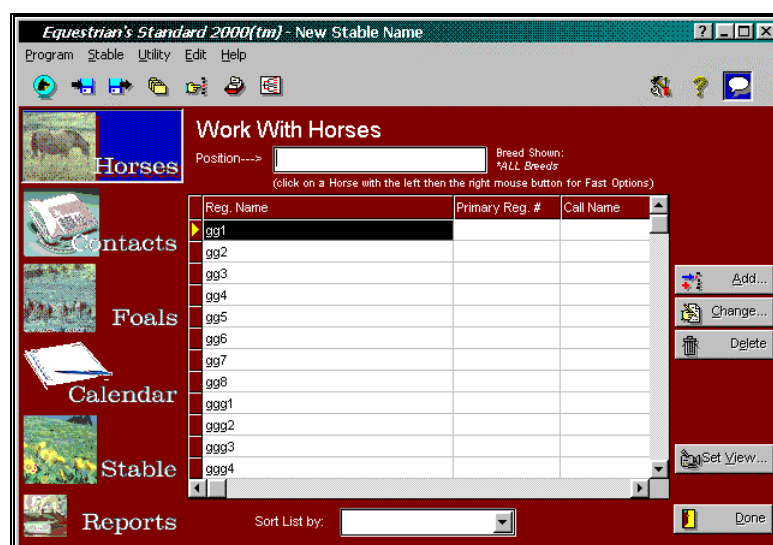 Equestrian's Standard 2000(tm) - New Stable Name
Program Stable Utility Edit Help
Horses
Contacts
Foals
Calendar
Stable
Reports
Work With Horses
Position--->
Breed Shown:
*ALL Breeds
(click on a Horse with the left then the right mouse button for Fast Options)
Reg. Name Primary Reg. # Call Name
gg1
gg2
gg3
gg4
gg5
gg6
gg7
gg8
ggg1
ggg2
ggg3
ggg4
Sort List by:
Add...
Change...
Delete
Set View...
Done